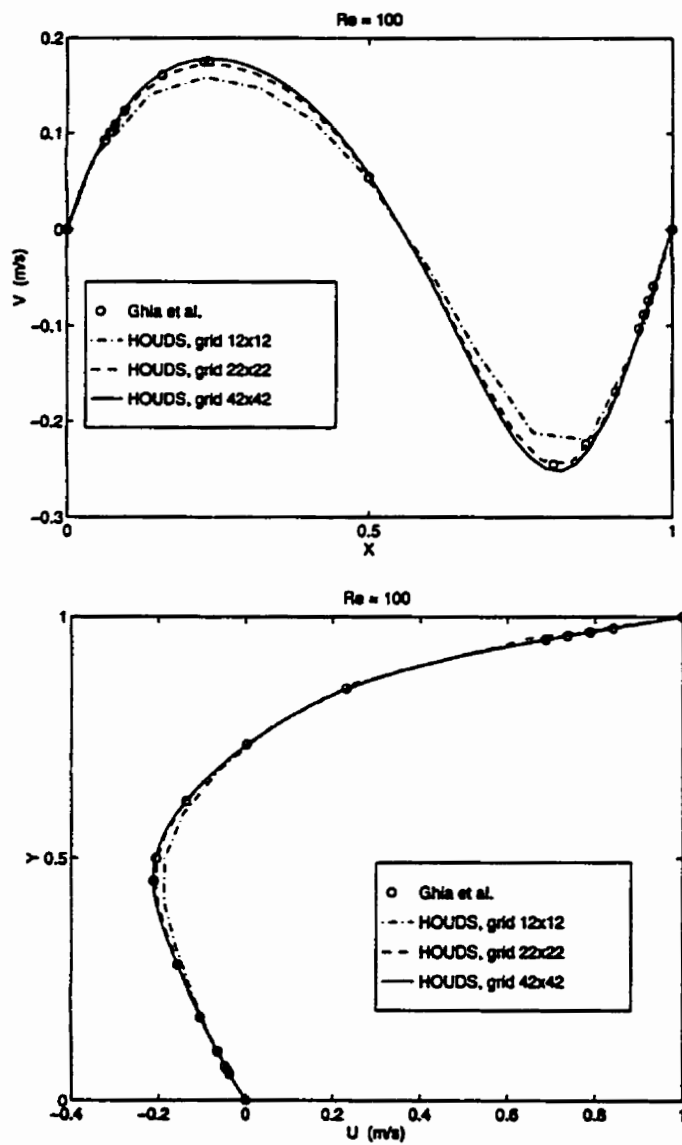 Re = 100
0.2
0.1
0
-0.1
-0.2
-0.3
V (m/s)
Ghia et al.
HOUDS, grid 12x12
HOUDS, grid 22x22
HOUDS, grid 42x42
0
0.5
1
X
Re = 100
1
0.5
0
Y
Ghia et al.
HOUDS, grid 12x12
HOUDS, grid 22x22
HOUDS, grid 42x42
-0.4
-0.2
0
0.2
0.4
0.6
0.8
1
U (m/s)